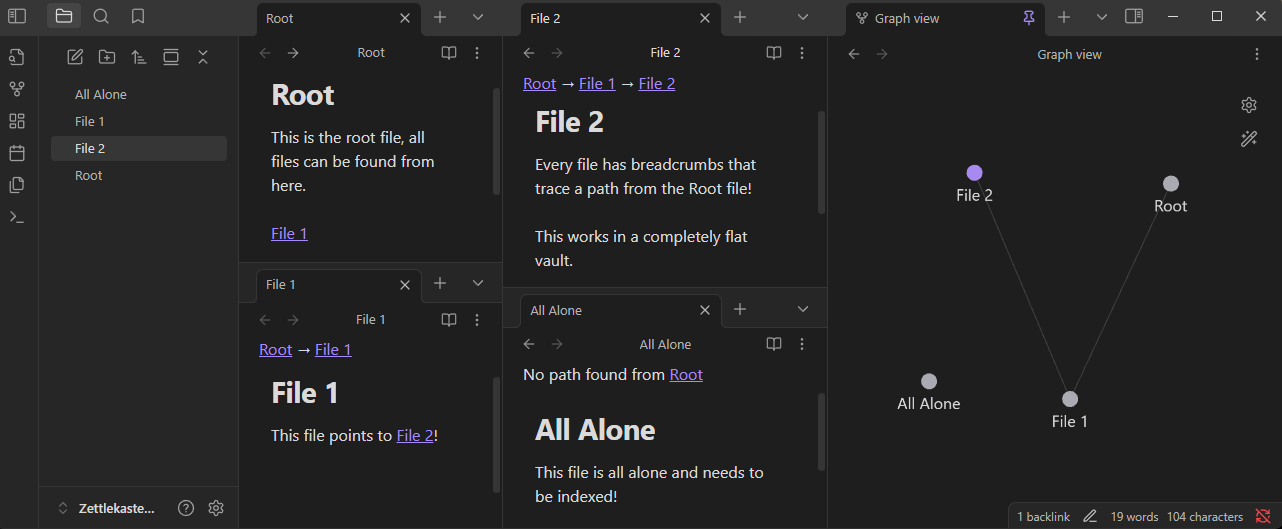 All Alone
File 1
File 2
Root
Zettlekaste...
Root
Root
Root
This is the root file, all
files can be found from
here.
File 1
File 1
File 1
Root → File 1
File 1
This file points to File 2!
File 2
File 2
Root → File 1 → File 2
File 2
Every file has breadcrumbs that
trace a path from the Root file!
This works in a completely flat
vault.
All Alone
All Alone
No path found from Root
All Alone
This file is all alone and needs to
be indexed!
Graph view
Graph view
File 2
Root
All Alone
File 1
1 backlink 19 words 104 characters